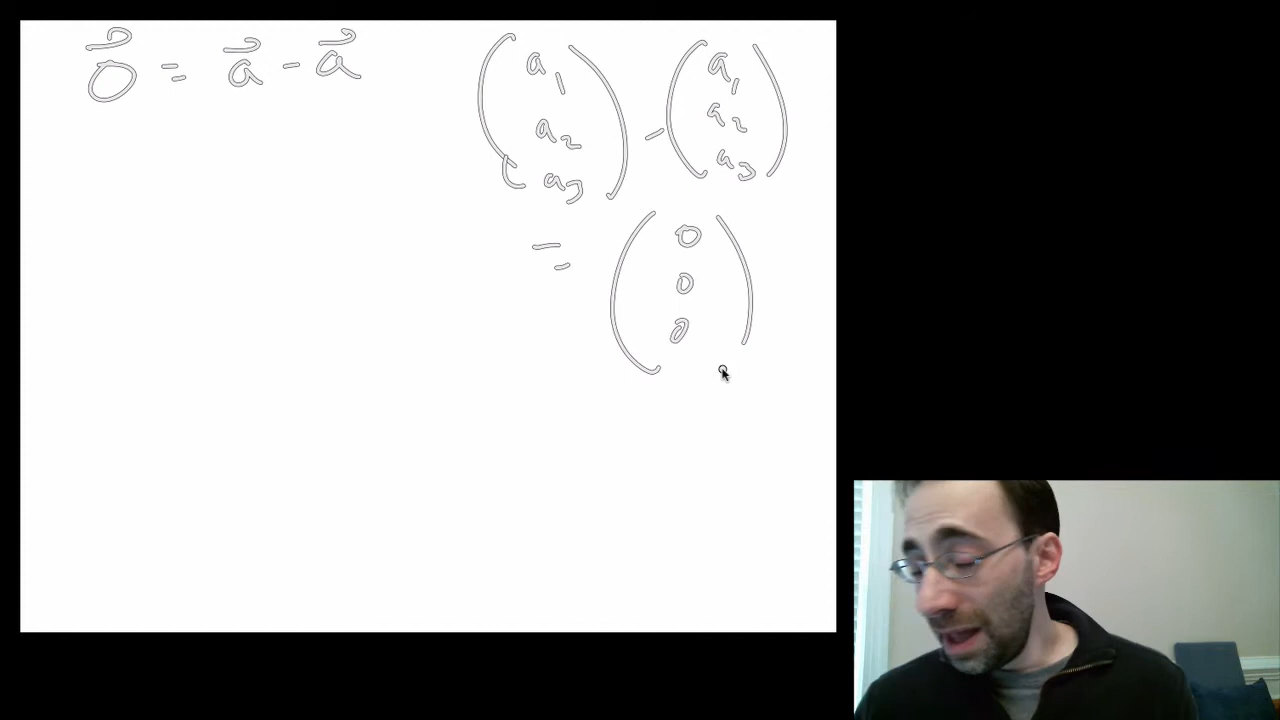 0⃗ = a⃗ - a⃗
(a₁ a₂ a₃) - (a₁ a₂ a₃)
= (0 0 0)